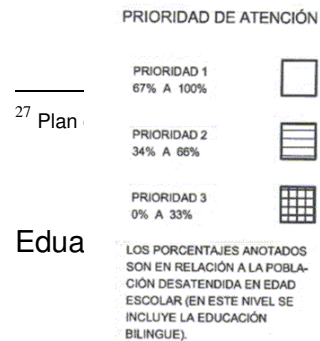 PRIORIDAD DE ATENCIÓN
PRIORIDAD 1
67% A 100%
27 Plan
PRIORIDAD 2
34% A 66%
PRIORIDAD 3
0% A 33%
Edua
LOS PORCENTAJES ANOTADOS
SON EN RELACIÓN A LA POBLA-
CIÓN DESATENDIDA EN EDAD
ESCOLAR (EN ESTE NIVEL SE
INCLUYE LA EDUCACIÓN
BILINGUE).